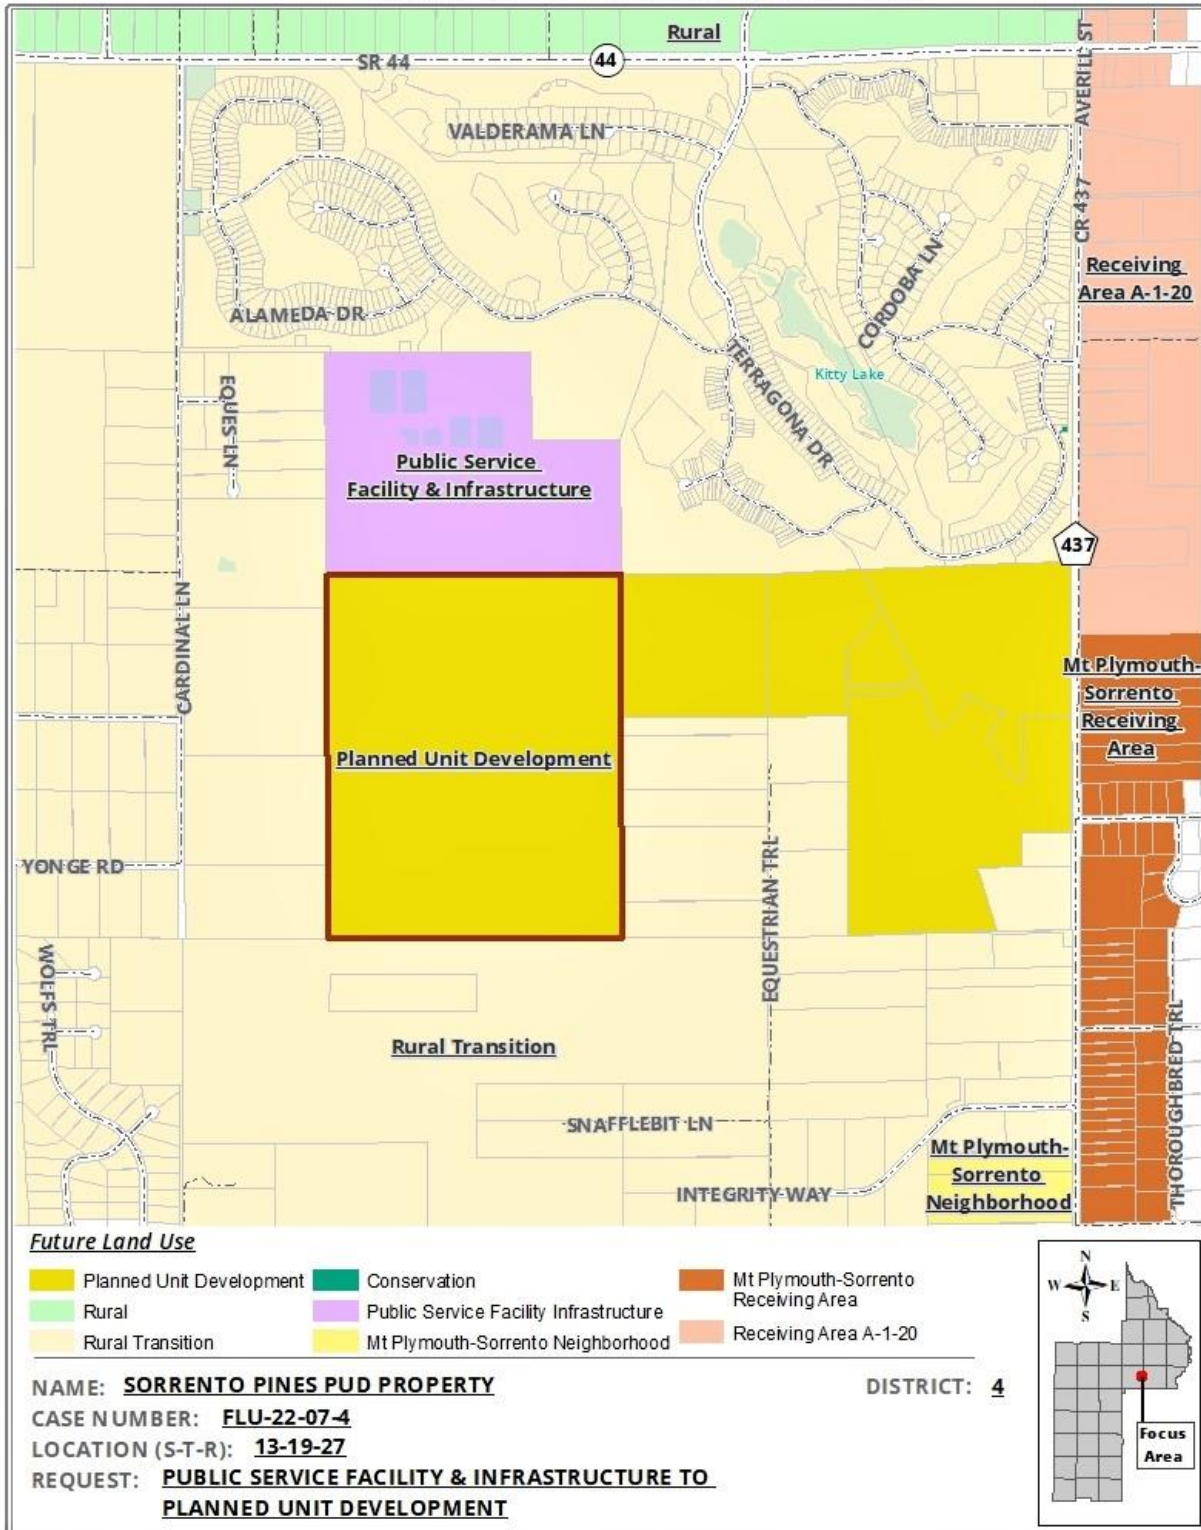 Rural
SR 44
44
AVERILL ST
VALDERAMA LN
CR 437
CORDOBA LN
Receiving
Area A-1-20
ALAMEDA DR
TERRAGONA DR
Kitty Lake
EQUES LN
Public Service
Facility & Infrastructure
437
CARDINAL LN
Mt Plymouth-
Sorrento
Receiving
Area
Planned Unit Development
YONGE RD
EQUESTRIAN TRL
WOLFS TRL
Rural Transition
THOROUGHBRED TRL
SNAFFLEBIT LN
Mt Plymouth-
Sorrento
Neighborhood
INTEGRITY WAY
Future Land Use
Planned Unit Development
Rural
Rural Transition
Conservation
Public Service Facility Infrastructure
Mt Plymouth-Sorrento Neighborhood
Mt Plymouth-Sorrento
Receiving Area
Receiving Area A-1-20
N
W E
S
Focus
Area
NAME: SORRENTO PINES PUD PROPERTY
DISTRICT: 4
CASE NUMBER: FLU-22-07-4
LOCATION (S-T-R): 13-19-27
REQUEST: PUBLIC SERVICE FACILITY & INFRASTRUCTURE TO
PLANNED UNIT DEVELOPMENT